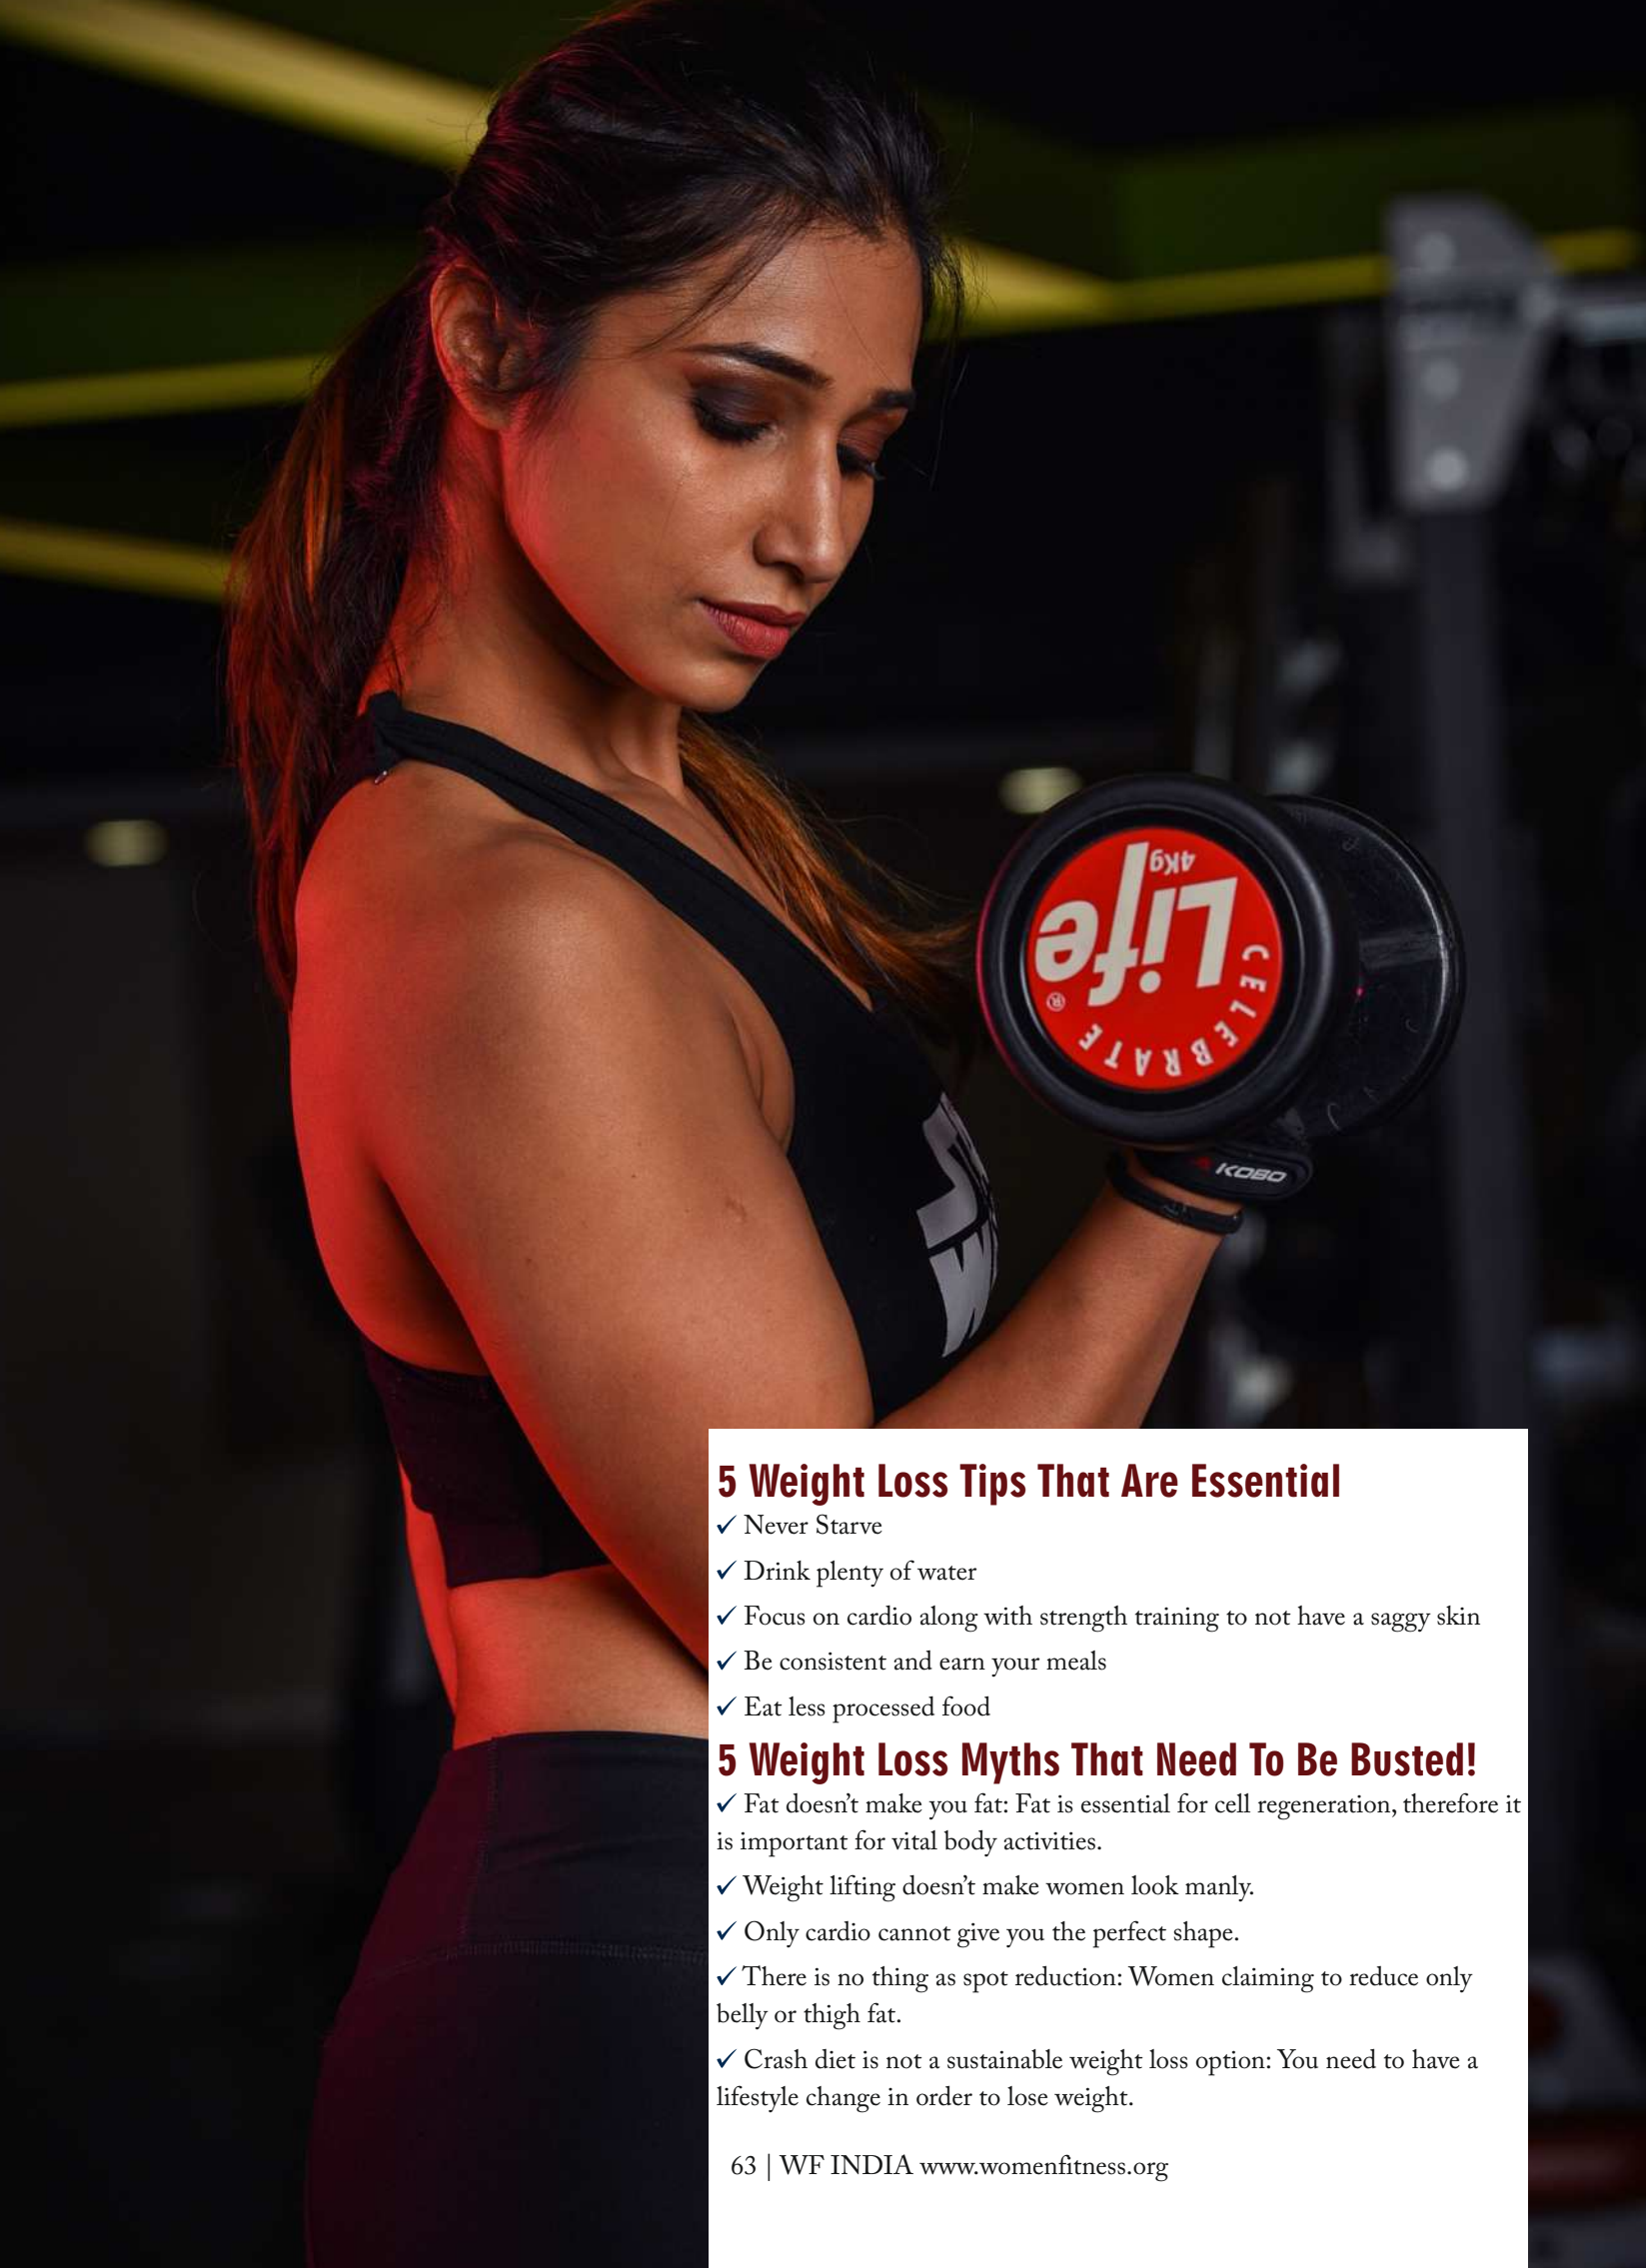 4Kg
Life
®
CELEBRATE
KOBO
5 Weight Loss Tips That Are Essential
✓ Never Starve
✓ Drink plenty of water
✓ Focus on cardio along with strength training to not have a saggy skin
✓ Be consistent and earn your meals
✓ Eat less processed food
5 Weight Loss Myths That Need To Be Busted!
✓ Fat doesn't make you fat: Fat is essential for cell regeneration, therefore it
is important for vital body activities.
✓ Weight lifting doesn't make women look manly.
✓ Only cardio cannot give you the perfect shape.
✓ There is no thing as spot reduction: Women claiming to reduce only
belly or thigh fat.
✓ Crash diet is not a sustainable weight loss option: You need to have a
lifestyle change in order to lose weight.
63 | WF INDIA www.womenfitness.org